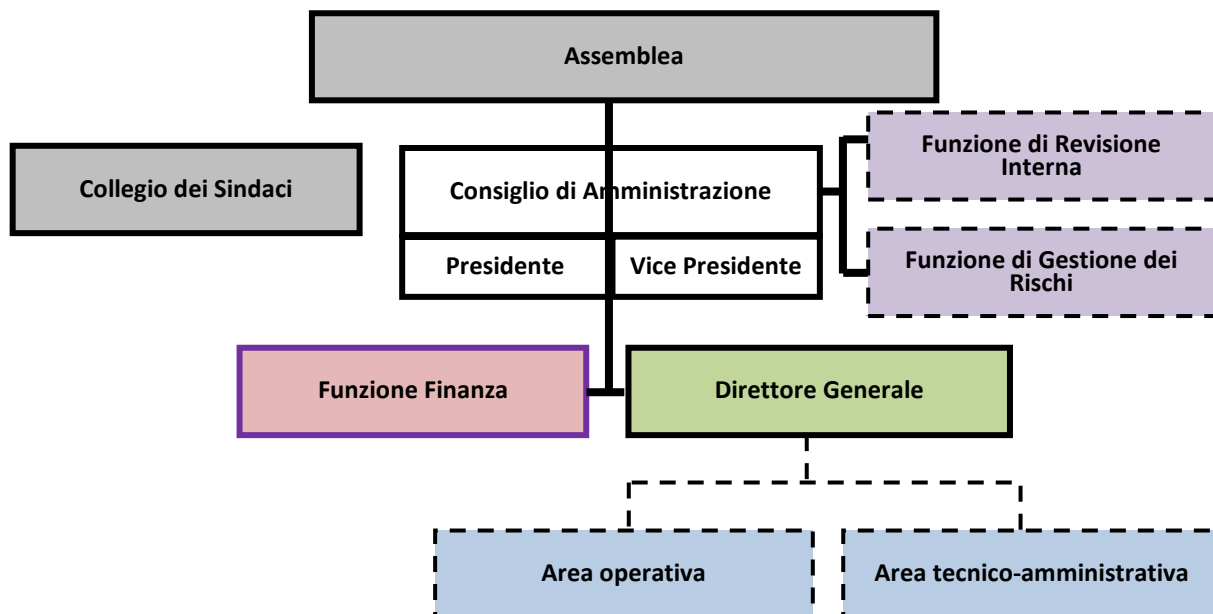 Assemblea
Funzione di Revisione
Interna
Collegio dei Sindaci
Consiglio di Amministrazione
Presidente
Vice Presidente
Funzione di Gestione dei
Rischi
Funzione Finanza
Direttore Generale
Area operativa
Area tecnico-amministrativa